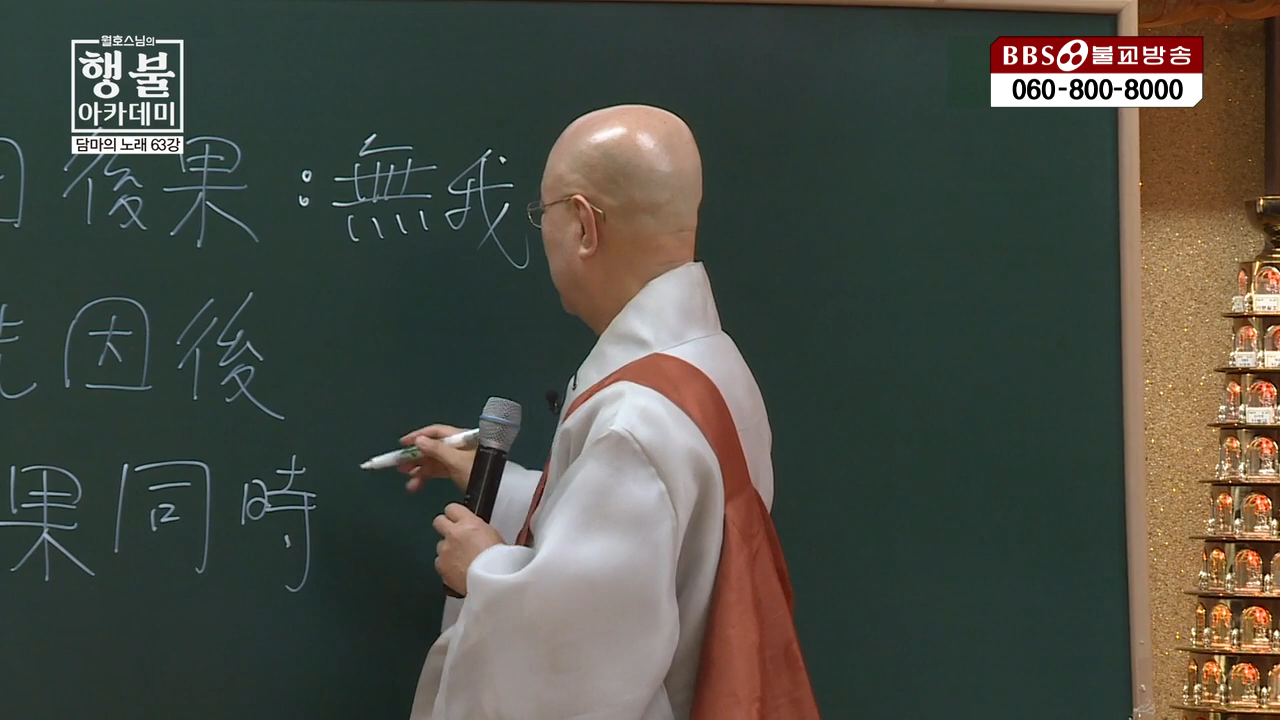 월호스님의
행불
아카데미
담마의 노래 63강
BBS 불교방송
060-800-8000
後果 : 無我
因後
果同時